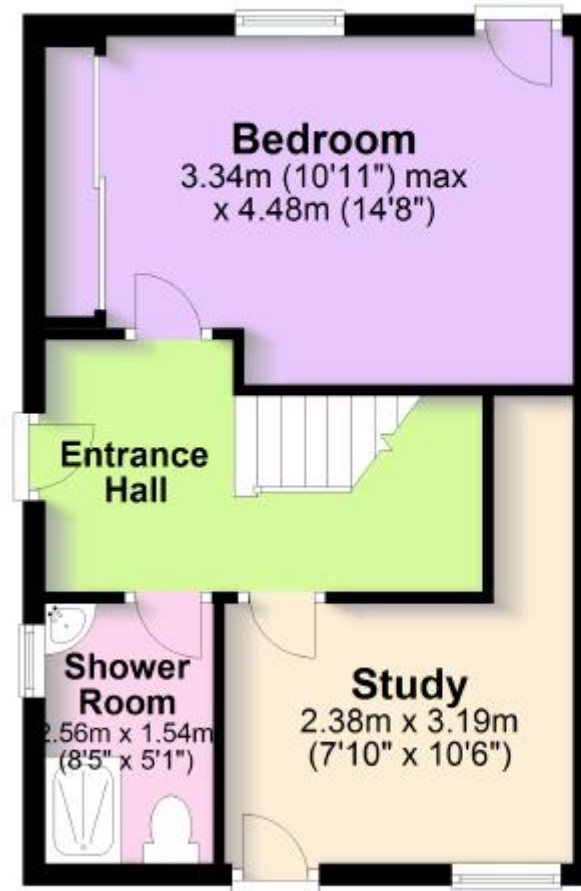 Bedroom
3.34m (10'11") max
x 4.48m (14'8")
Entrance
Hall
Shower
Room
2.56m x 1.54m
(8'5" x 5'1")
Study
2.38m x 3.19m
(7'10" x 10'6")